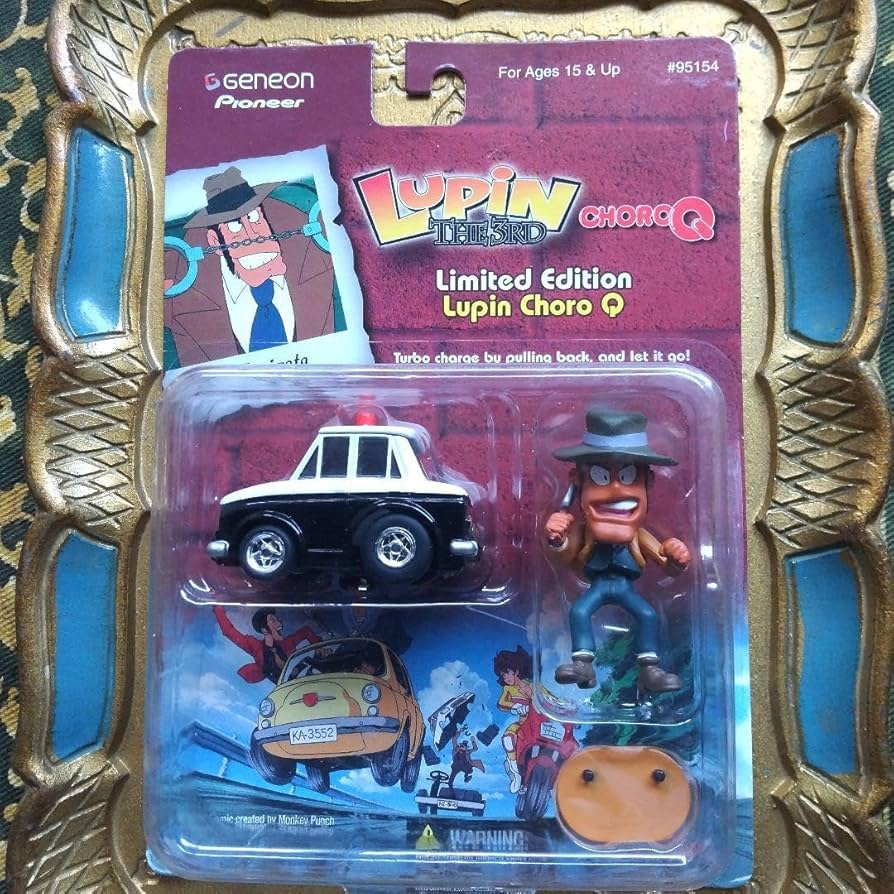 GENEON
Pioneer
For Ages 15 & Up
#95154
LUPIN
THE 3RD
CHOROQ
Limited Edition
Lupin Choro Q
Turbo charge by pulling back, and let it go!
KA-3552
created by Monkey Punch
WARNING: